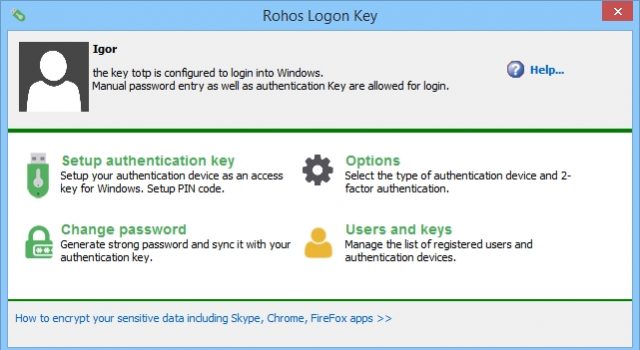 Rohos Logon Key
Igor
the key totp is configured to login into Windows.
Manual password entry as well as authentication Key are allowed for login.
Help...
Setup authentication key
Setup your authentication device as an access
key for Windows. Setup PIN code.
Options
Select the type of authentication device and 2-
factor authentication.
Change password
Generate strong password and sync it with your
authentication key.
Users and keys
Manage the list of registered users and
authentication devices.
How to encrypt your sensitive data including Skype, Chrome, FireFox apps >>